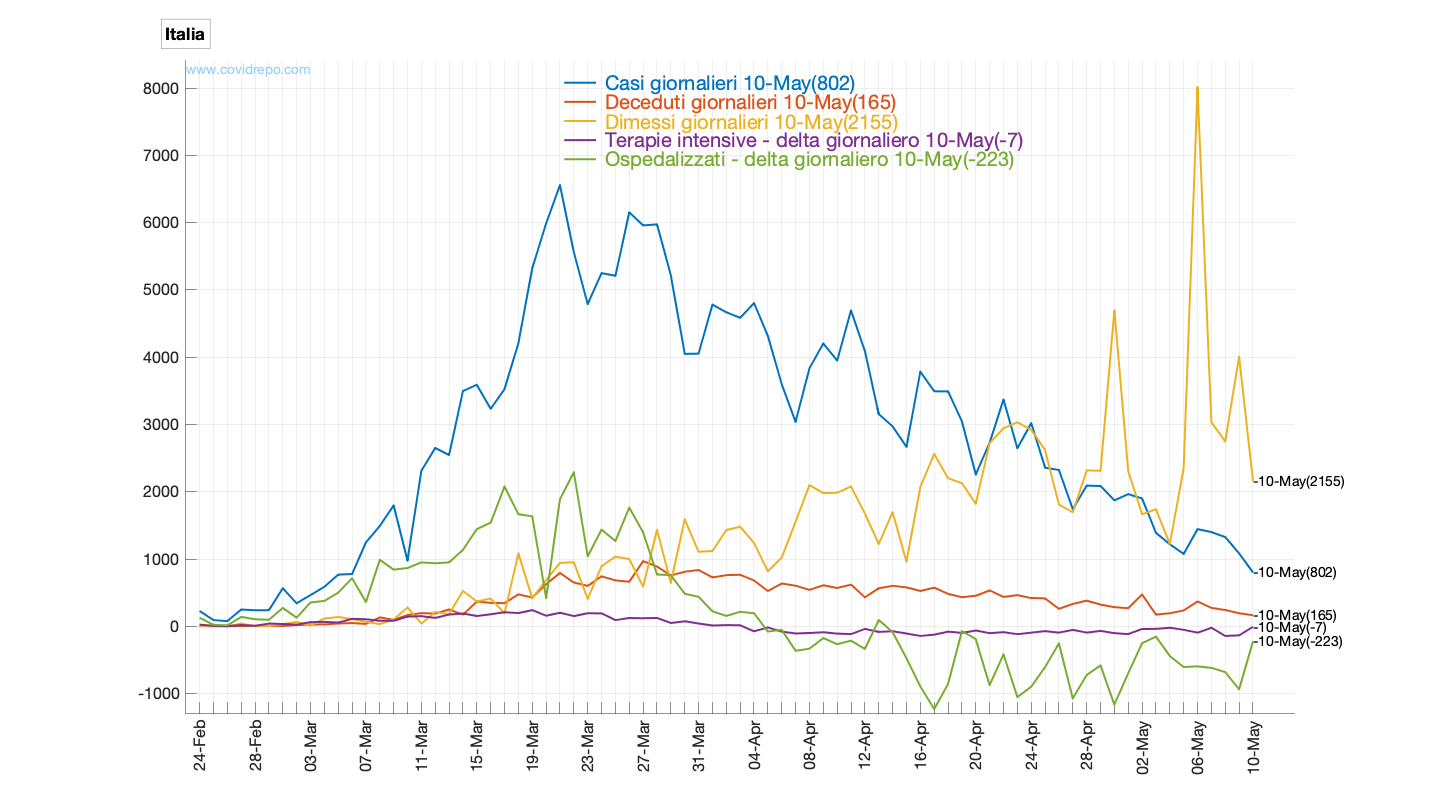 Italia
www.covidrepo.com
Casi giornalieri 10-May(802)
Deceduti giornalieri 10-May(165)
Dimessi giornalieri 10-May(2155)
Terapie intensive - delta giornaliero 10-May(-7)
Ospedalizzati - delta giornaliero 10-May(-223)
8000
7000
6000
5000
4000
3000
2000
1000
0
-1000
-10-May(2155)
-10-May(802)
-10-May(165)
-10-May(-7)
-10-May(-223)
24-Feb
28-Feb
03-Mar
07-Mar
11-Mar
15-Mar
19-Mar
23-Mar
27-Mar
31-Mar
04-Apr
08-Apr
12-Apr
16-Apr
20-Apr
24-Apr
28-Apr
02-May
06-May
10-May